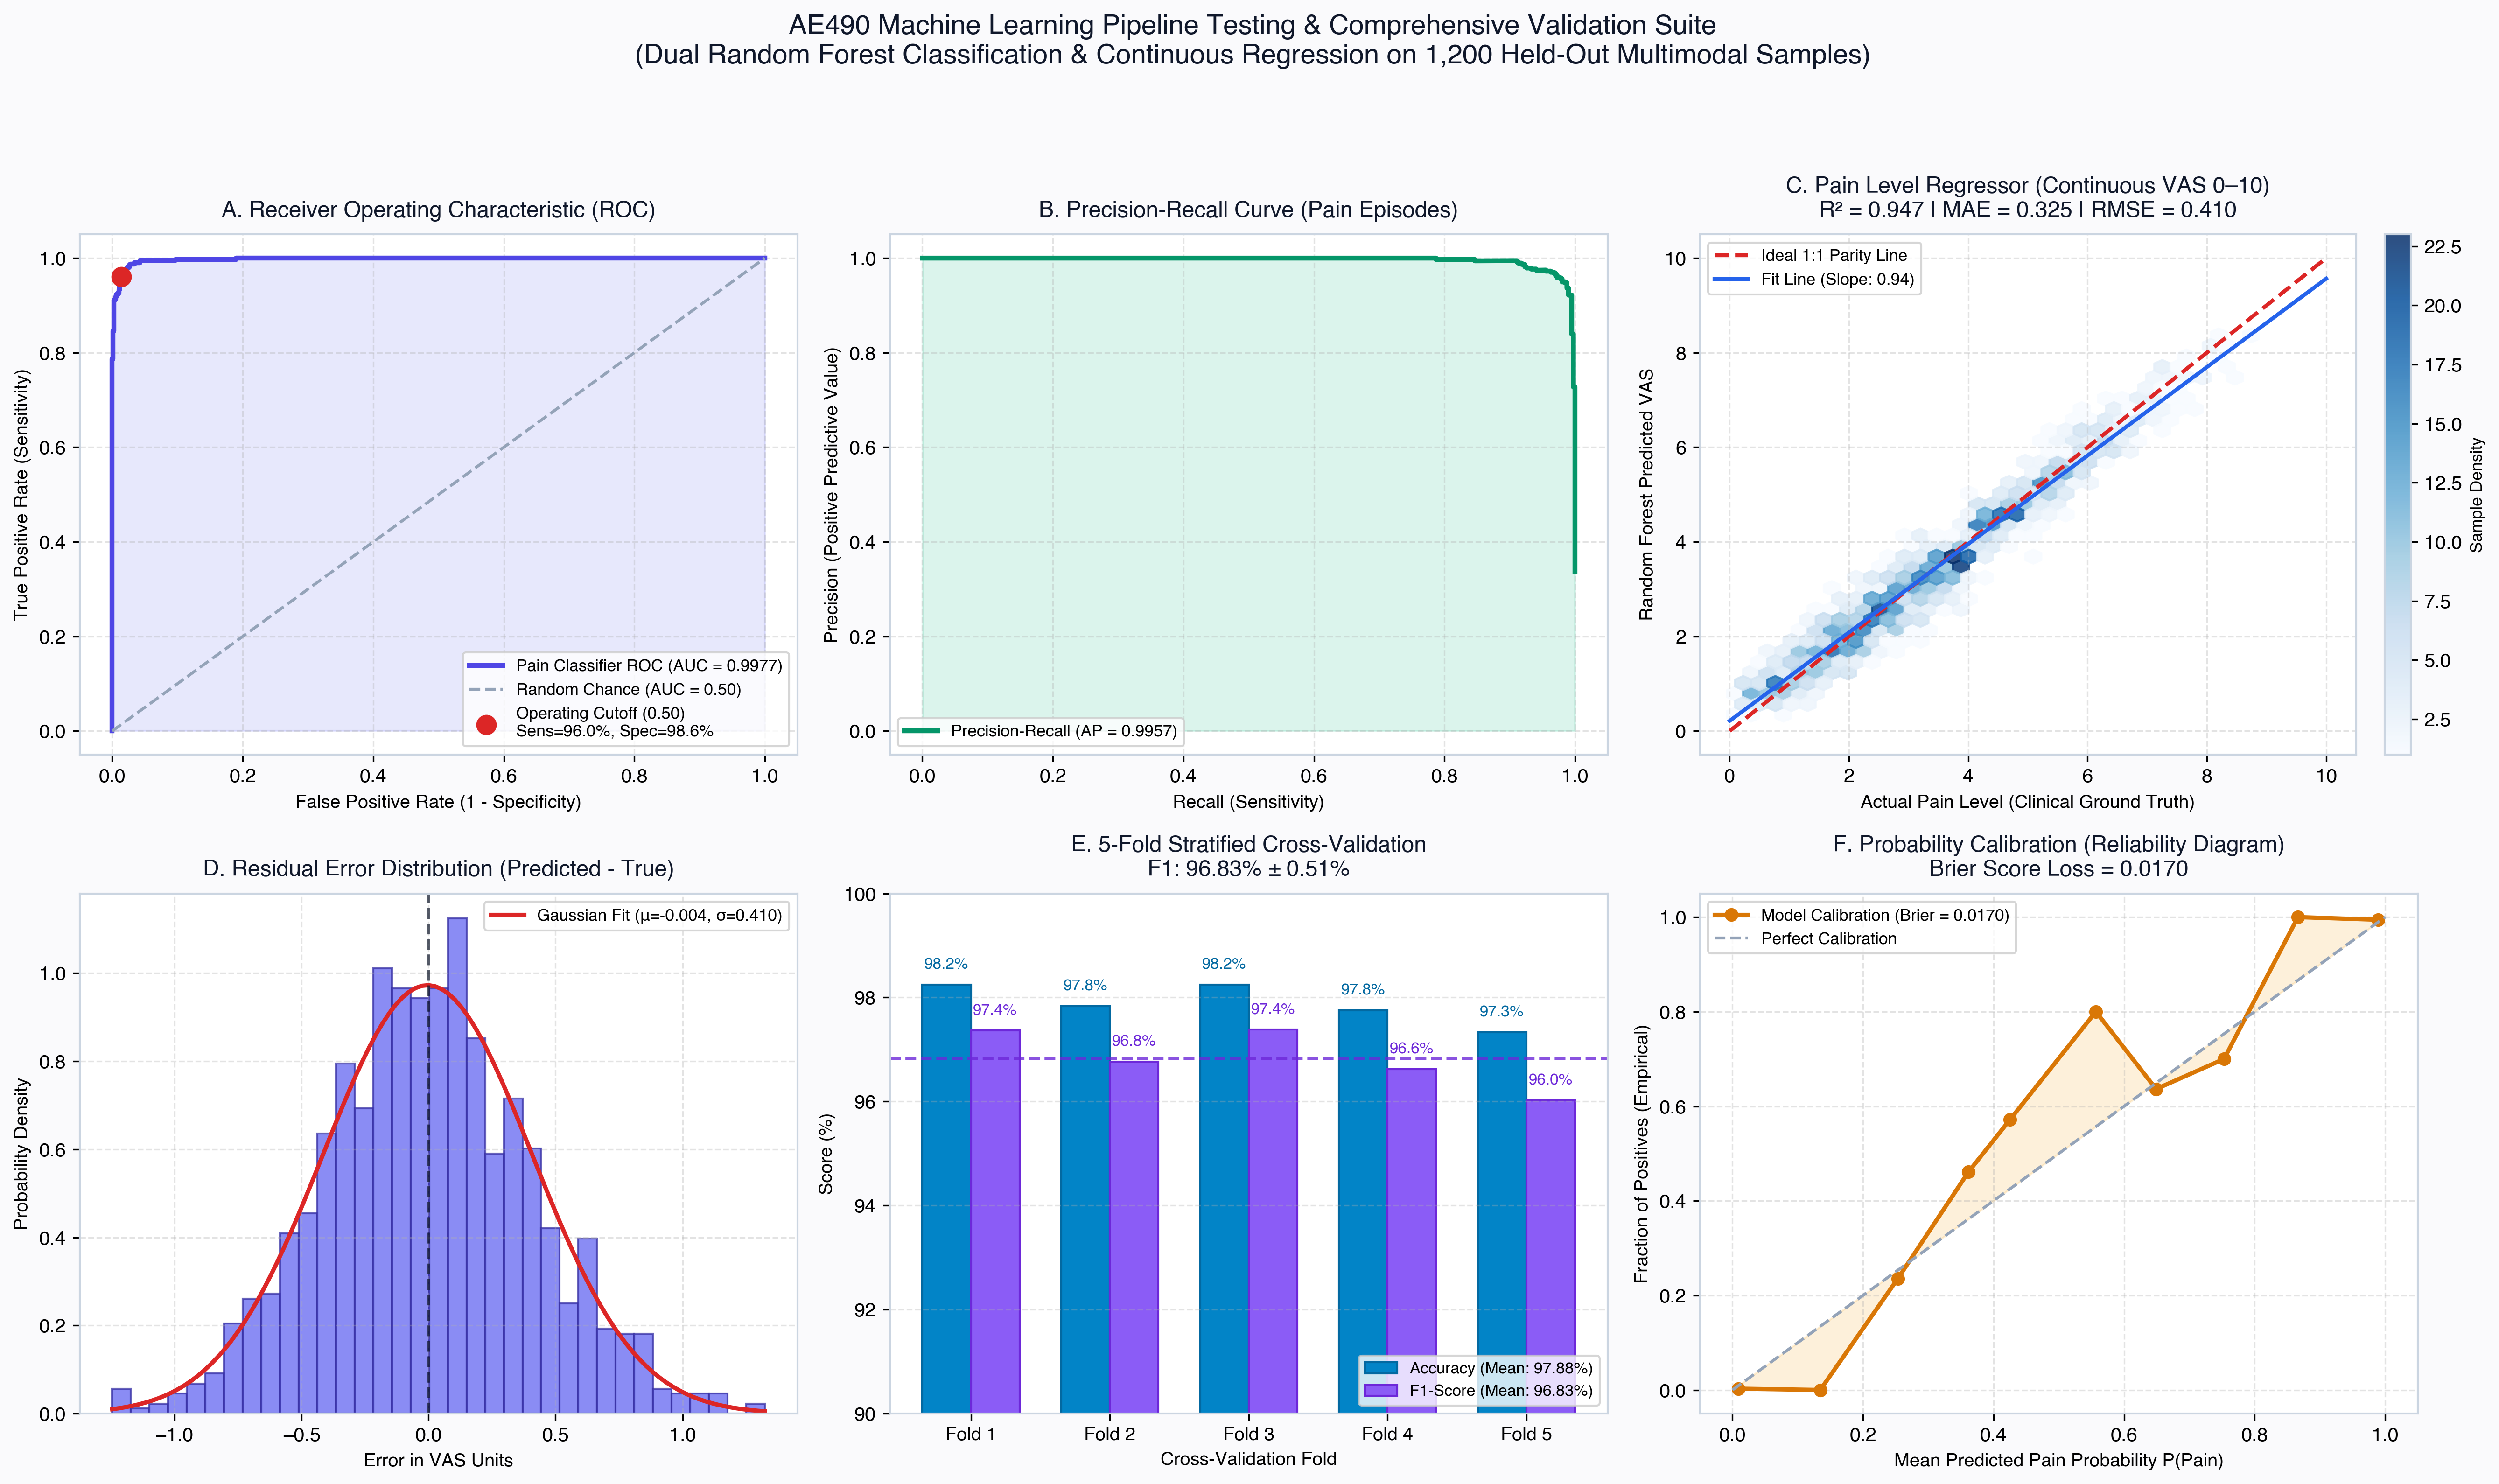 AE490 Machine Learning Pipeline Testing & Comprehensive Validation Suite
(Dual Random Forest Classification & Continuous Regression on 1,200 Held-Out Multimodal Samples)
A. Receiver Operating Characteristic (ROC)
True Positive Rate (Sensitivity)
1.0
0.8
0.6
0.4
0.2
0.0
Pain Classifier ROC (AUC = 0.9977)
Random Chance (AUC = 0.50)
Operating Cutoff (0.50)
Sens=96.0%, Spec=98.6%
0.0 0.2 0.4 0.6 0.8 1.0
False Positive Rate (1 - Specificity)
B. Precision-Recall Curve (Pain Episodes)
Precision (Positive Predictive Value)
1.0
0.8
0.6
0.4
0.2
0.0
Precision-Recall (AP = 0.9957)
0.0 0.2 0.4 0.6 0.8 1.0
Recall (Sensitivity)
C. Pain Level Regressor (Continuous VAS 0–10)
R² = 0.947 | MAE = 0.325 | RMSE = 0.410
Random Forest Predicted VAS
10
8
6
4
2
0
Ideal 1:1 Parity Line
Fit Line (Slope: 0.94)
0 2 4 6 8 10
Actual Pain Level (Clinical Ground Truth)
22.5
20.0
17.5
15.0
12.5
10.0
7.5
5.0
2.5
Sample Density
D. Residual Error Distribution (Predicted - True)
Probability Density
1.0
0.8
0.6
0.4
0.2
0.0
Gaussian Fit (μ=-0.004, σ=0.410)
−1.0 −0.5 0.0 0.5 1.0
Error in VAS Units
E. 5-Fold Stratified Cross-Validation
F1: 96.83% ± 0.51%
Score (%)
100
98
96
94
92
90
98.2% 97.4% 97.8% 96.8% 98.2% 97.4% 97.8% 96.6% 97.3% 96.0%
Accuracy (Mean: 97.88%)
F1-Score (Mean: 96.83%)
Fold 1 Fold 2 Fold 3 Fold 4 Fold 5
Cross-Validation Fold
F. Probability Calibration (Reliability Diagram)
Brier Score Loss = 0.0170
Fraction of Positives (Empirical)
1.0
0.8
0.6
0.4
0.2
0.0
Model Calibration (Brier = 0.0170)
Perfect Calibration
0.0 0.2 0.4 0.6 0.8 1.0
Mean Predicted Pain Probability P(Pain)